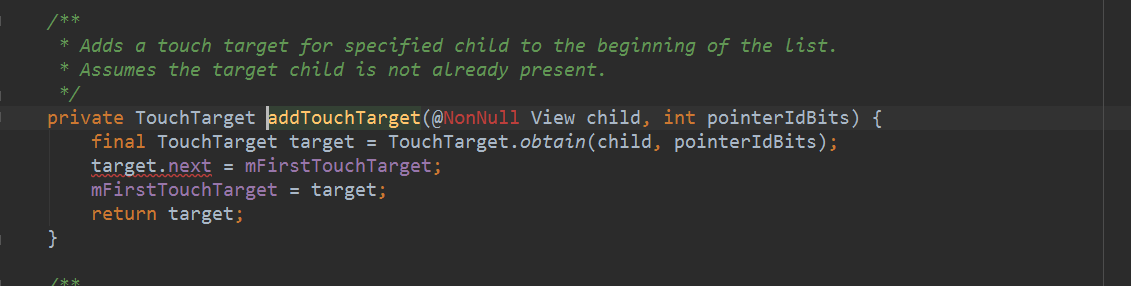 /**
 * Adds a touch target for specified child to the beginning of the list.
 * Assumes the target child is not already present.
 */
private TouchTarget addTouchTarget(@NonNull View child, int pointerIdBits) {
    final TouchTarget target = TouchTarget.obtain(child, pointerIdBits);
    target.next = mFirstTouchTarget;
    mFirstTouchTarget = target;
    return target;
}
/**